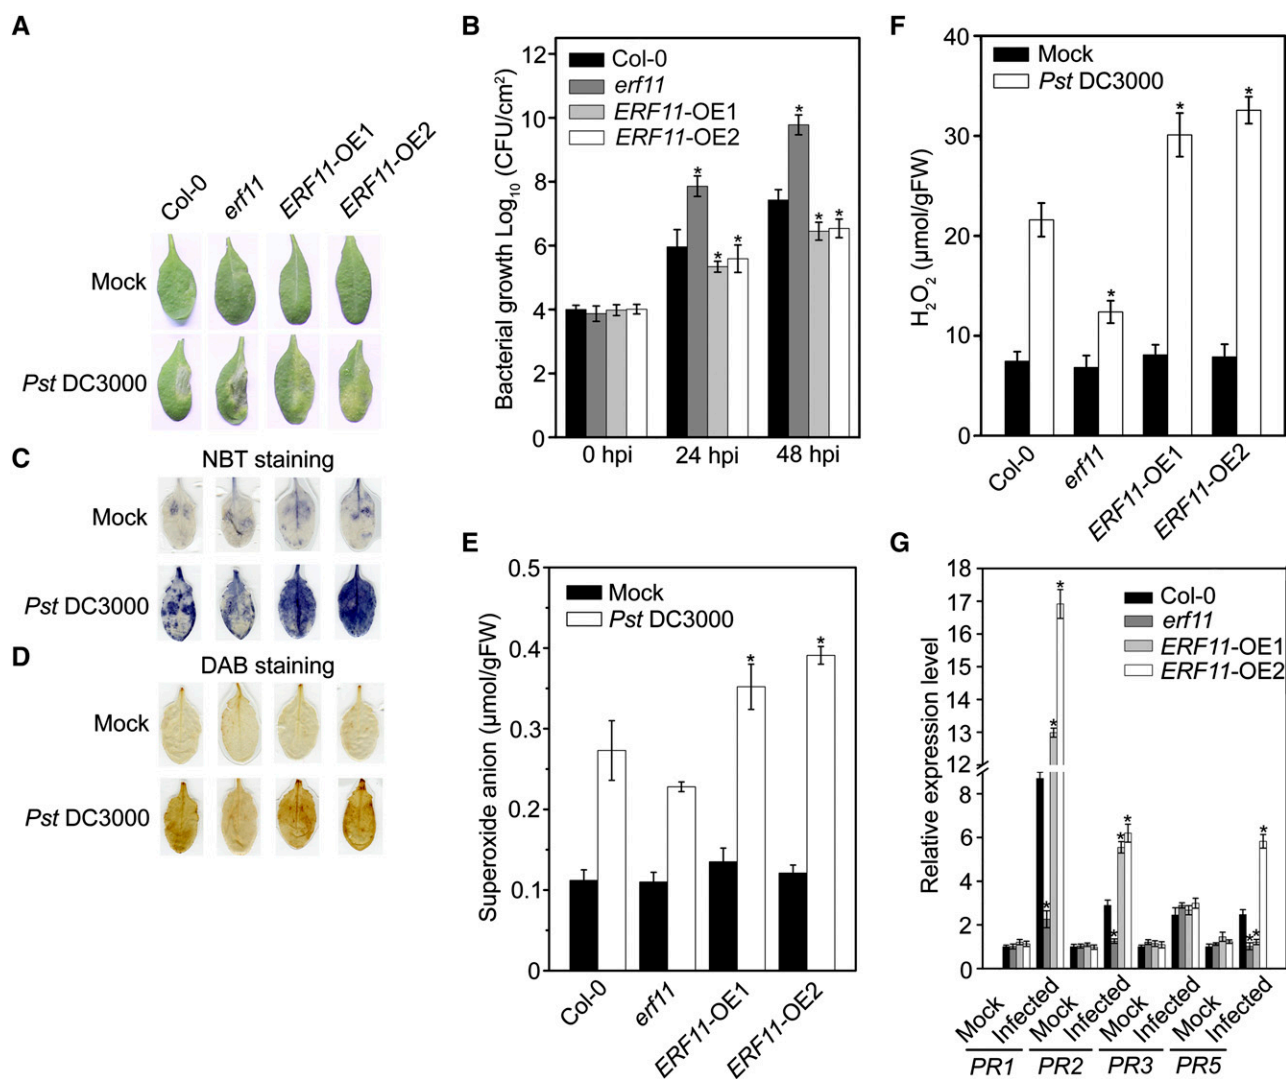 A
Col-0
erf11
ERF11-OE1
ERF11-OE2
Mock
Pst DC3000
B
Bacterial growth Log10 (CFU/cm2)
12
10
8
6
4
2
0
Col-0
erf11
ERF11-OE1
ERF11-OE2
*
*
*
*
*
*
0 hpi
24 hpi
48 hpi
C
NBT staining
Mock
Pst DC3000
D
DAB staining
Mock
Pst DC3000
E
Superoxide anion (µmol/gFW)
0.5
0.4
0.3
0.2
0.1
0
Mock
Pst DC3000
*
*
Col-0
erf11
ERF11-OE1
ERF11-OE2
F
H2O2 (µmol/gFW)
40
30
20
10
0
Mock
Pst DC3000
*
*
*
Col-0
erf11
ERF11-OE1
ERF11-OE2
G
Relative expression level
18
17
16
15
14
13
12
8
6
4
2
0
Col-0
erf11
ERF11-OE1
ERF11-OE2
*
*
*
*
*
*
*
*
*
Mock
Infected
Mock
Infected
Mock
Infected
Mock
Infected
PR1
PR2
PR3
PR5